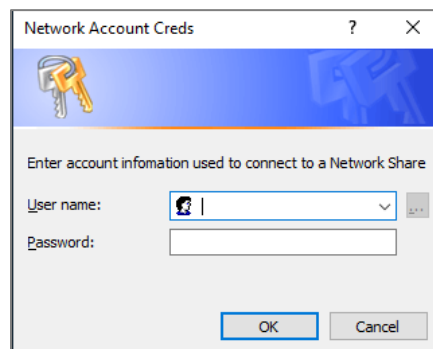 Network Account Creds
?
Enter account infomation used to connect to a Network Share
User name:
...
Password:
OK
Cancel